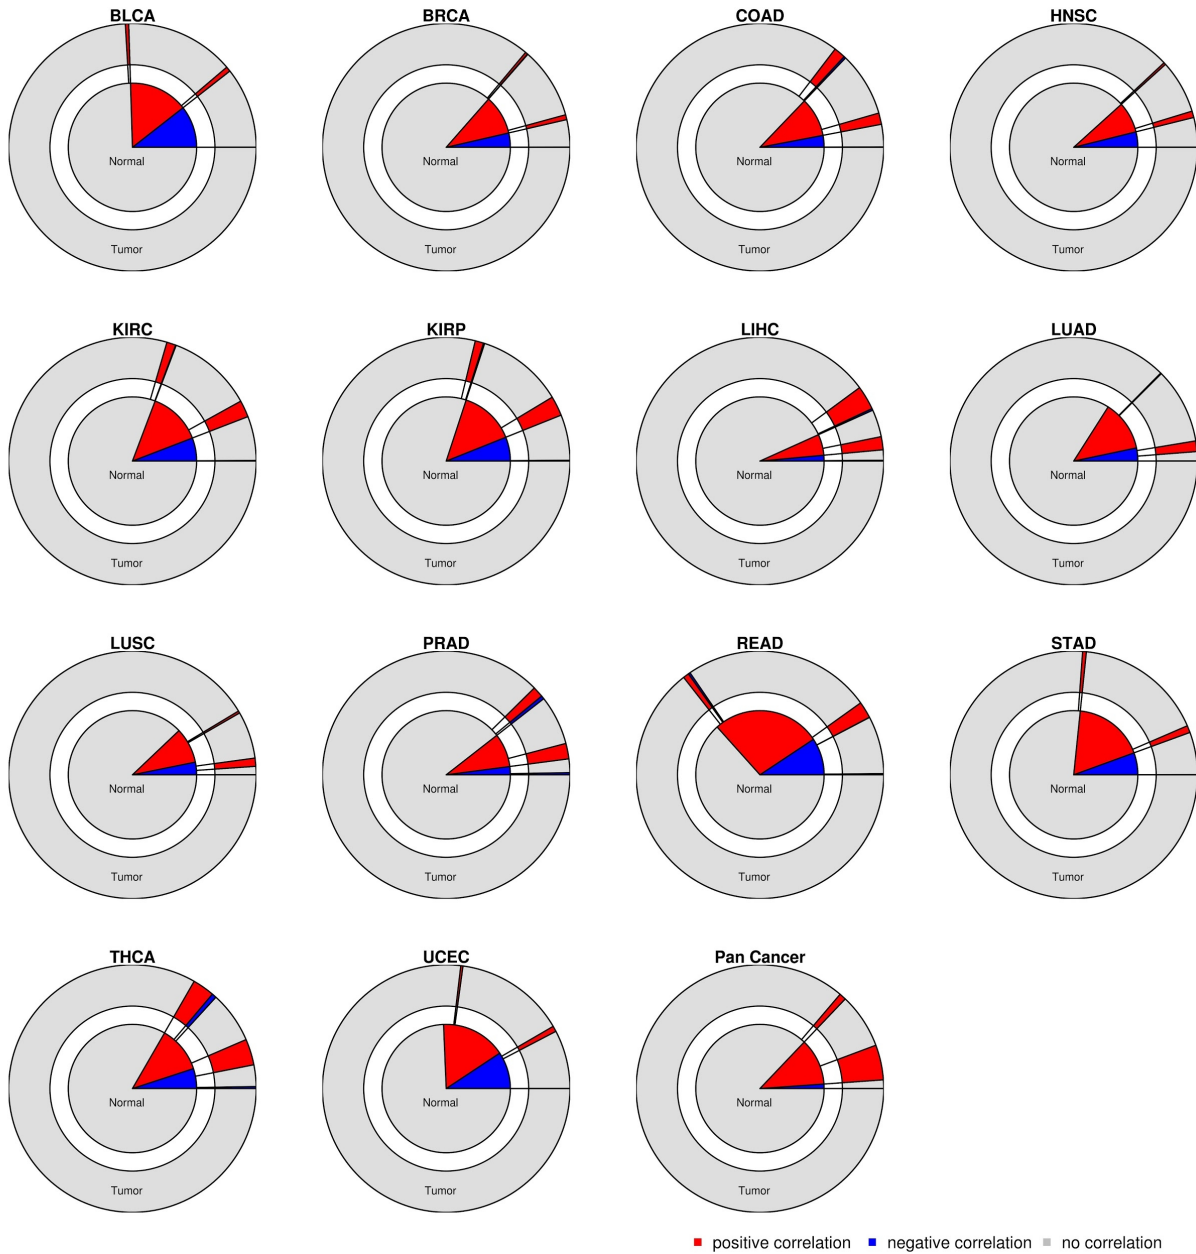 BLCA BRCA COAD HNSC
Normal Normal Normal Normal
Tumor Tumor Tumor Tumor
KIRC KIRP LIHC LUAD
Normal Normal Normal Normal
Tumor Tumor Tumor Tumor
LUSC PRAD READ STAD
Normal Normal Normal Normal
Tumor Tumor Tumor Tumor
THCA UCEC Pan Cancer
Normal Normal Normal
Tumor Tumor Tumor
positive correlation negative correlation no correlation